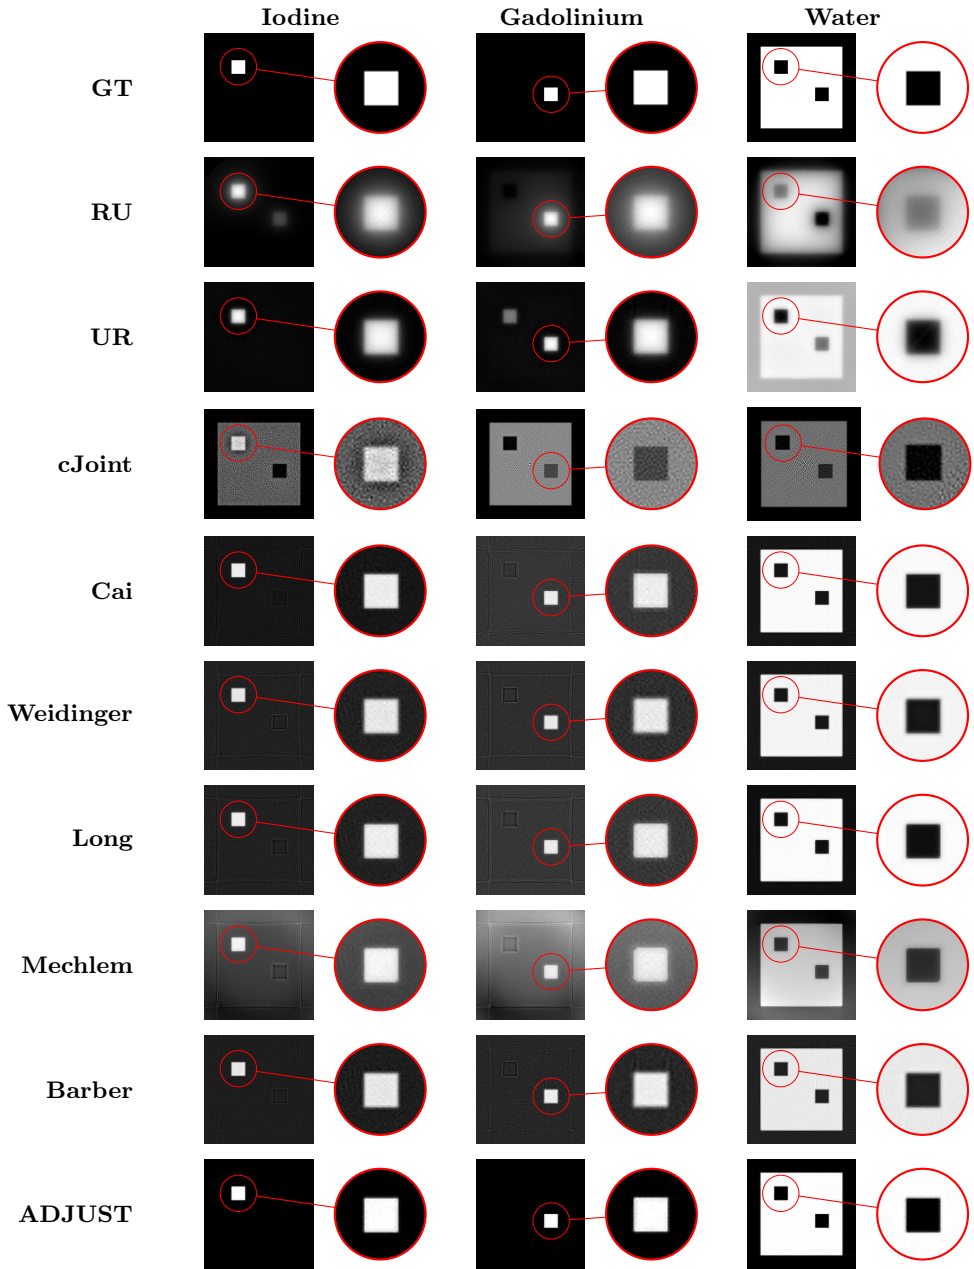 Iodine Gadolinium Water
GT
RU
UR
cJoint
Cai
Weidinger
Long
Mechlem
Barber
ADJUST